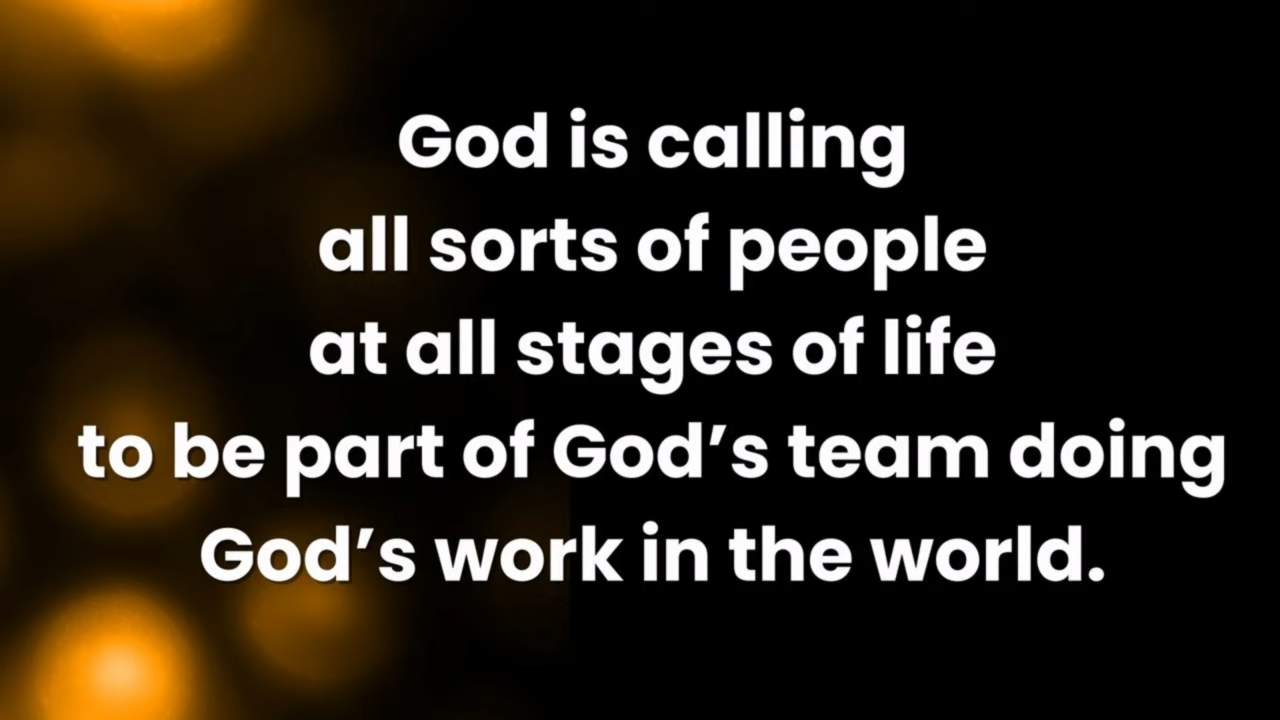 God is calling
all sorts of people
at all stages of life
to be part of God’s team doing
God’s work in the world.